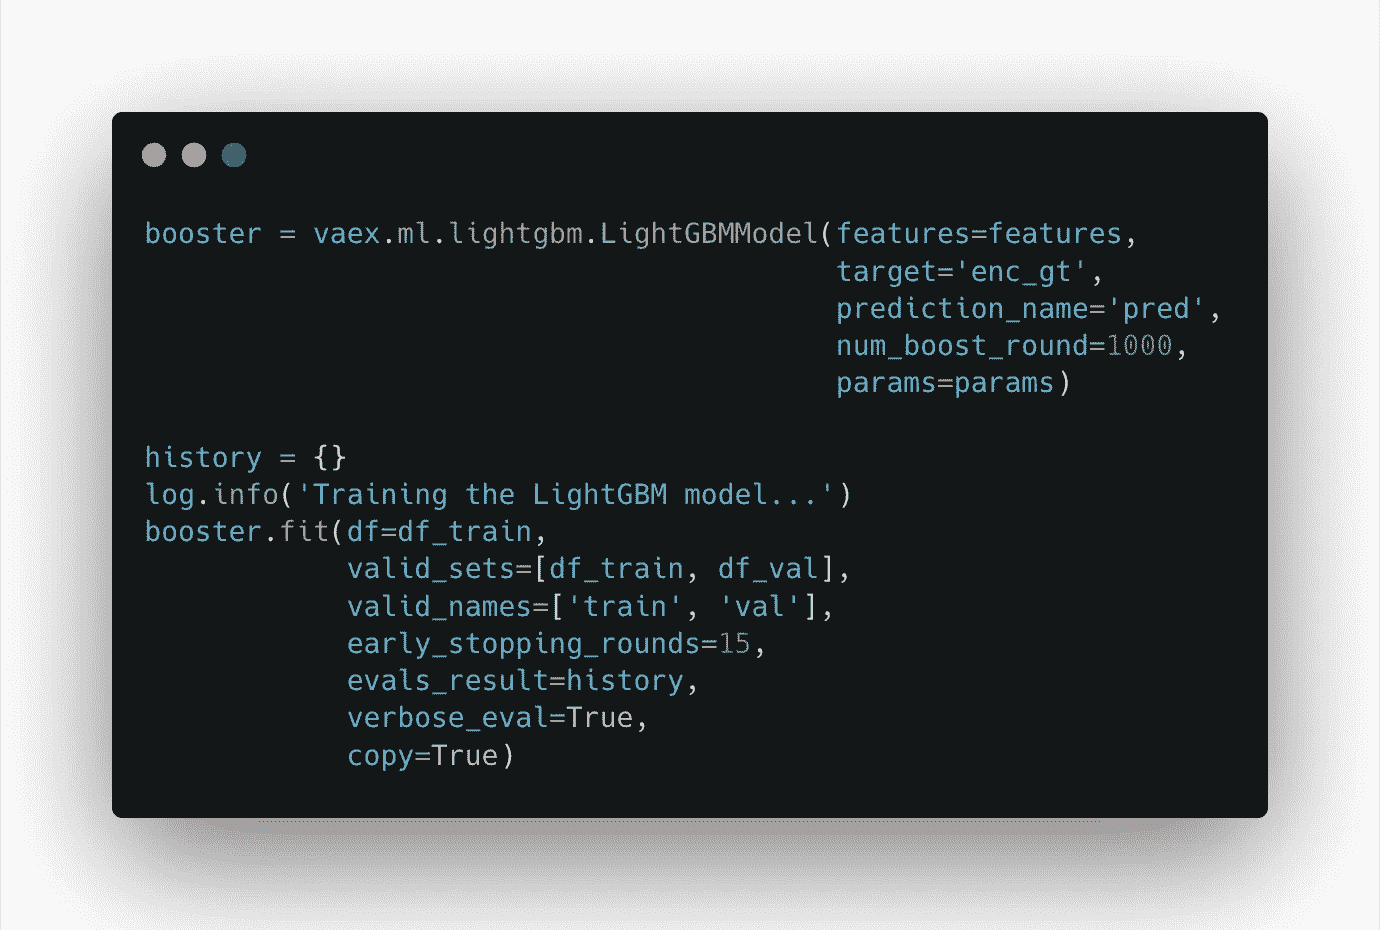 booster = vaex.ml.lightgbm.LightGBMModel(features=features,
                                         target='enc_gt',
                                         prediction_name='pred',
                                         num_boost_round=1000,
                                         params=params)

history = {}
log.info('Training the LightGBM model...')
booster.fit(df=df_train,
            valid_sets=[df_train, df_val],
            valid_names=['train', 'val'],
            early_stopping_rounds=15,
            evals_result=history,
            verbose_eval=True,
            copy=True)